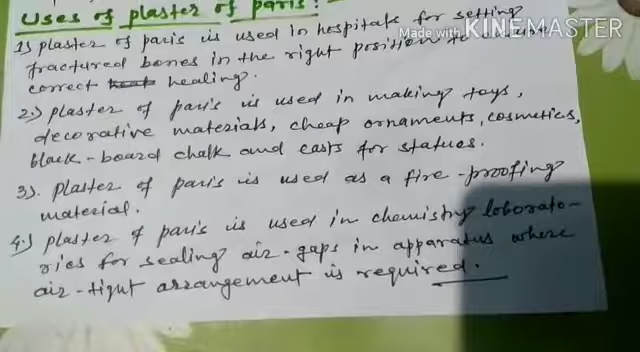 Uses of plaster of paris:
Made with KINEMASTER
1) plaster of paris is used in hospitals for setting
fractured bones in the right position to
correct healing.
2.) plaster of paris is used in making toys,
decorative materials, cheap ornaments, cosmetics,
black-board chalk and casts for statues.
3). plaster of paris is used as a fire-proofing
material.
4.) plaster of paris is used in chemistry loborato-
ries for sealing air-gaps in apparatus where
air-tight arrangement is required.